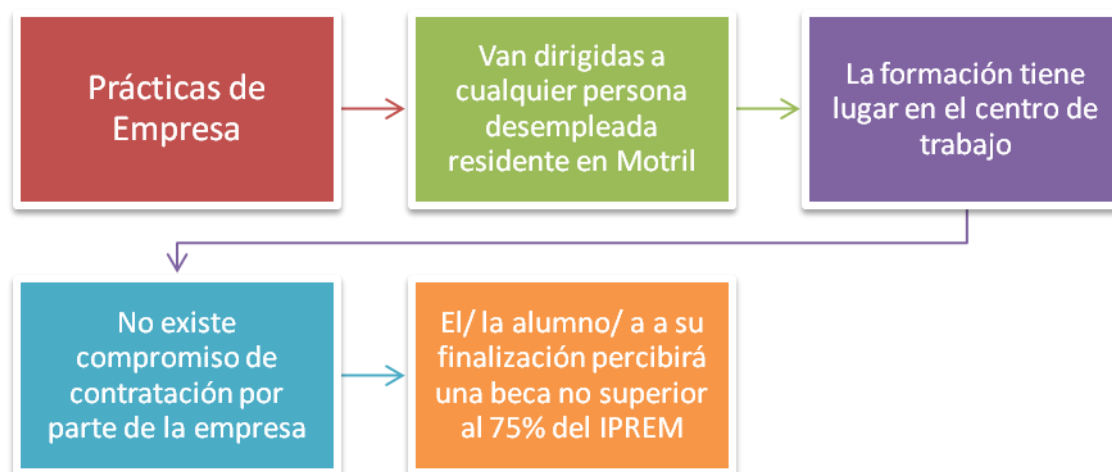 Prácticas de
Empresa
Van dirigidas a
cualquier persona
desempleada
residente en Motril
La formación tiene
lugar en el centro de
trabajo
No existe
compromiso de
contratación por
parte de la empresa
El/ la alumno/ a a su
finalización percibirá
una beca no superior
al 75% del IPREM